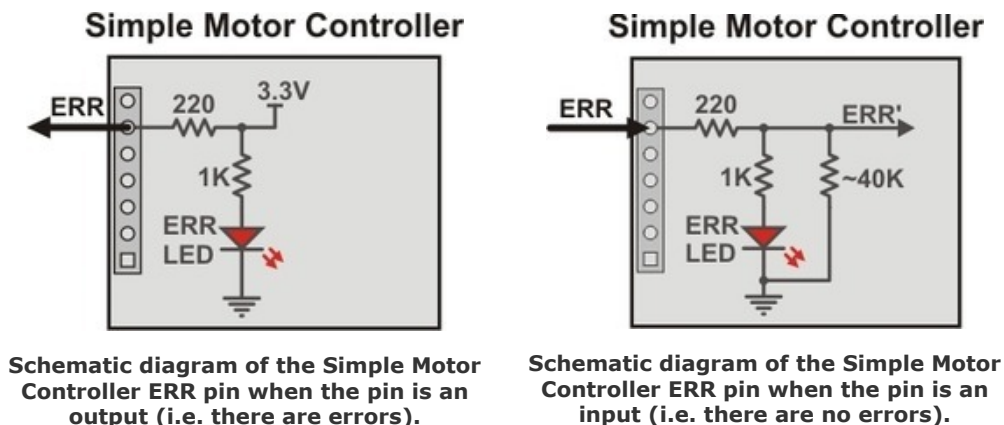 Simple Motor Controller
ERR
220
3.3V
1K
ERR
LED
Schematic diagram of the Simple Motor
Controller ERR pin when the pin is an
output (i.e. there are errors).
Simple Motor Controller
ERR
220
ERR'
1K
~40K
ERR
LED
Schematic diagram of the Simple Motor
Controller ERR pin when the pin is an
input (i.e. there are no errors).